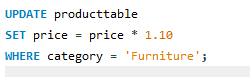 UPDATE producttable
SET price = price * 1.10
WHERE category = 'Furniture';